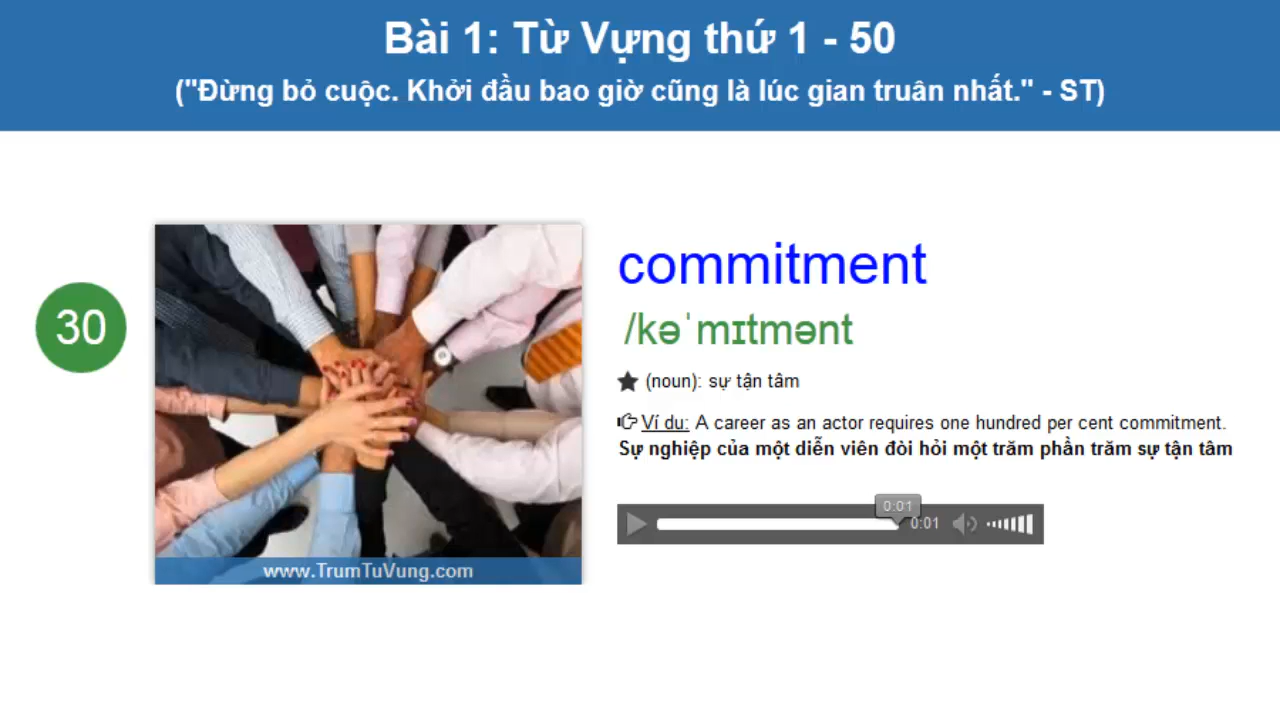 Bài 1: Từ Vựng thứ 1 - 50
("Đừng bỏ cuộc. Khởi đầu bao giờ cũng là lúc gian truân nhất." - ST)
30
commitment
/kəˈmɪtmənt
(noun): sự tận tâm
Ví du: A career as an actor requires one hundred per cent commitment.
Sự nghiệp của một diễn viên đòi hỏi một trăm phần trăm sự tận tâm
0:01
0:01
www.TrumTuVung.com